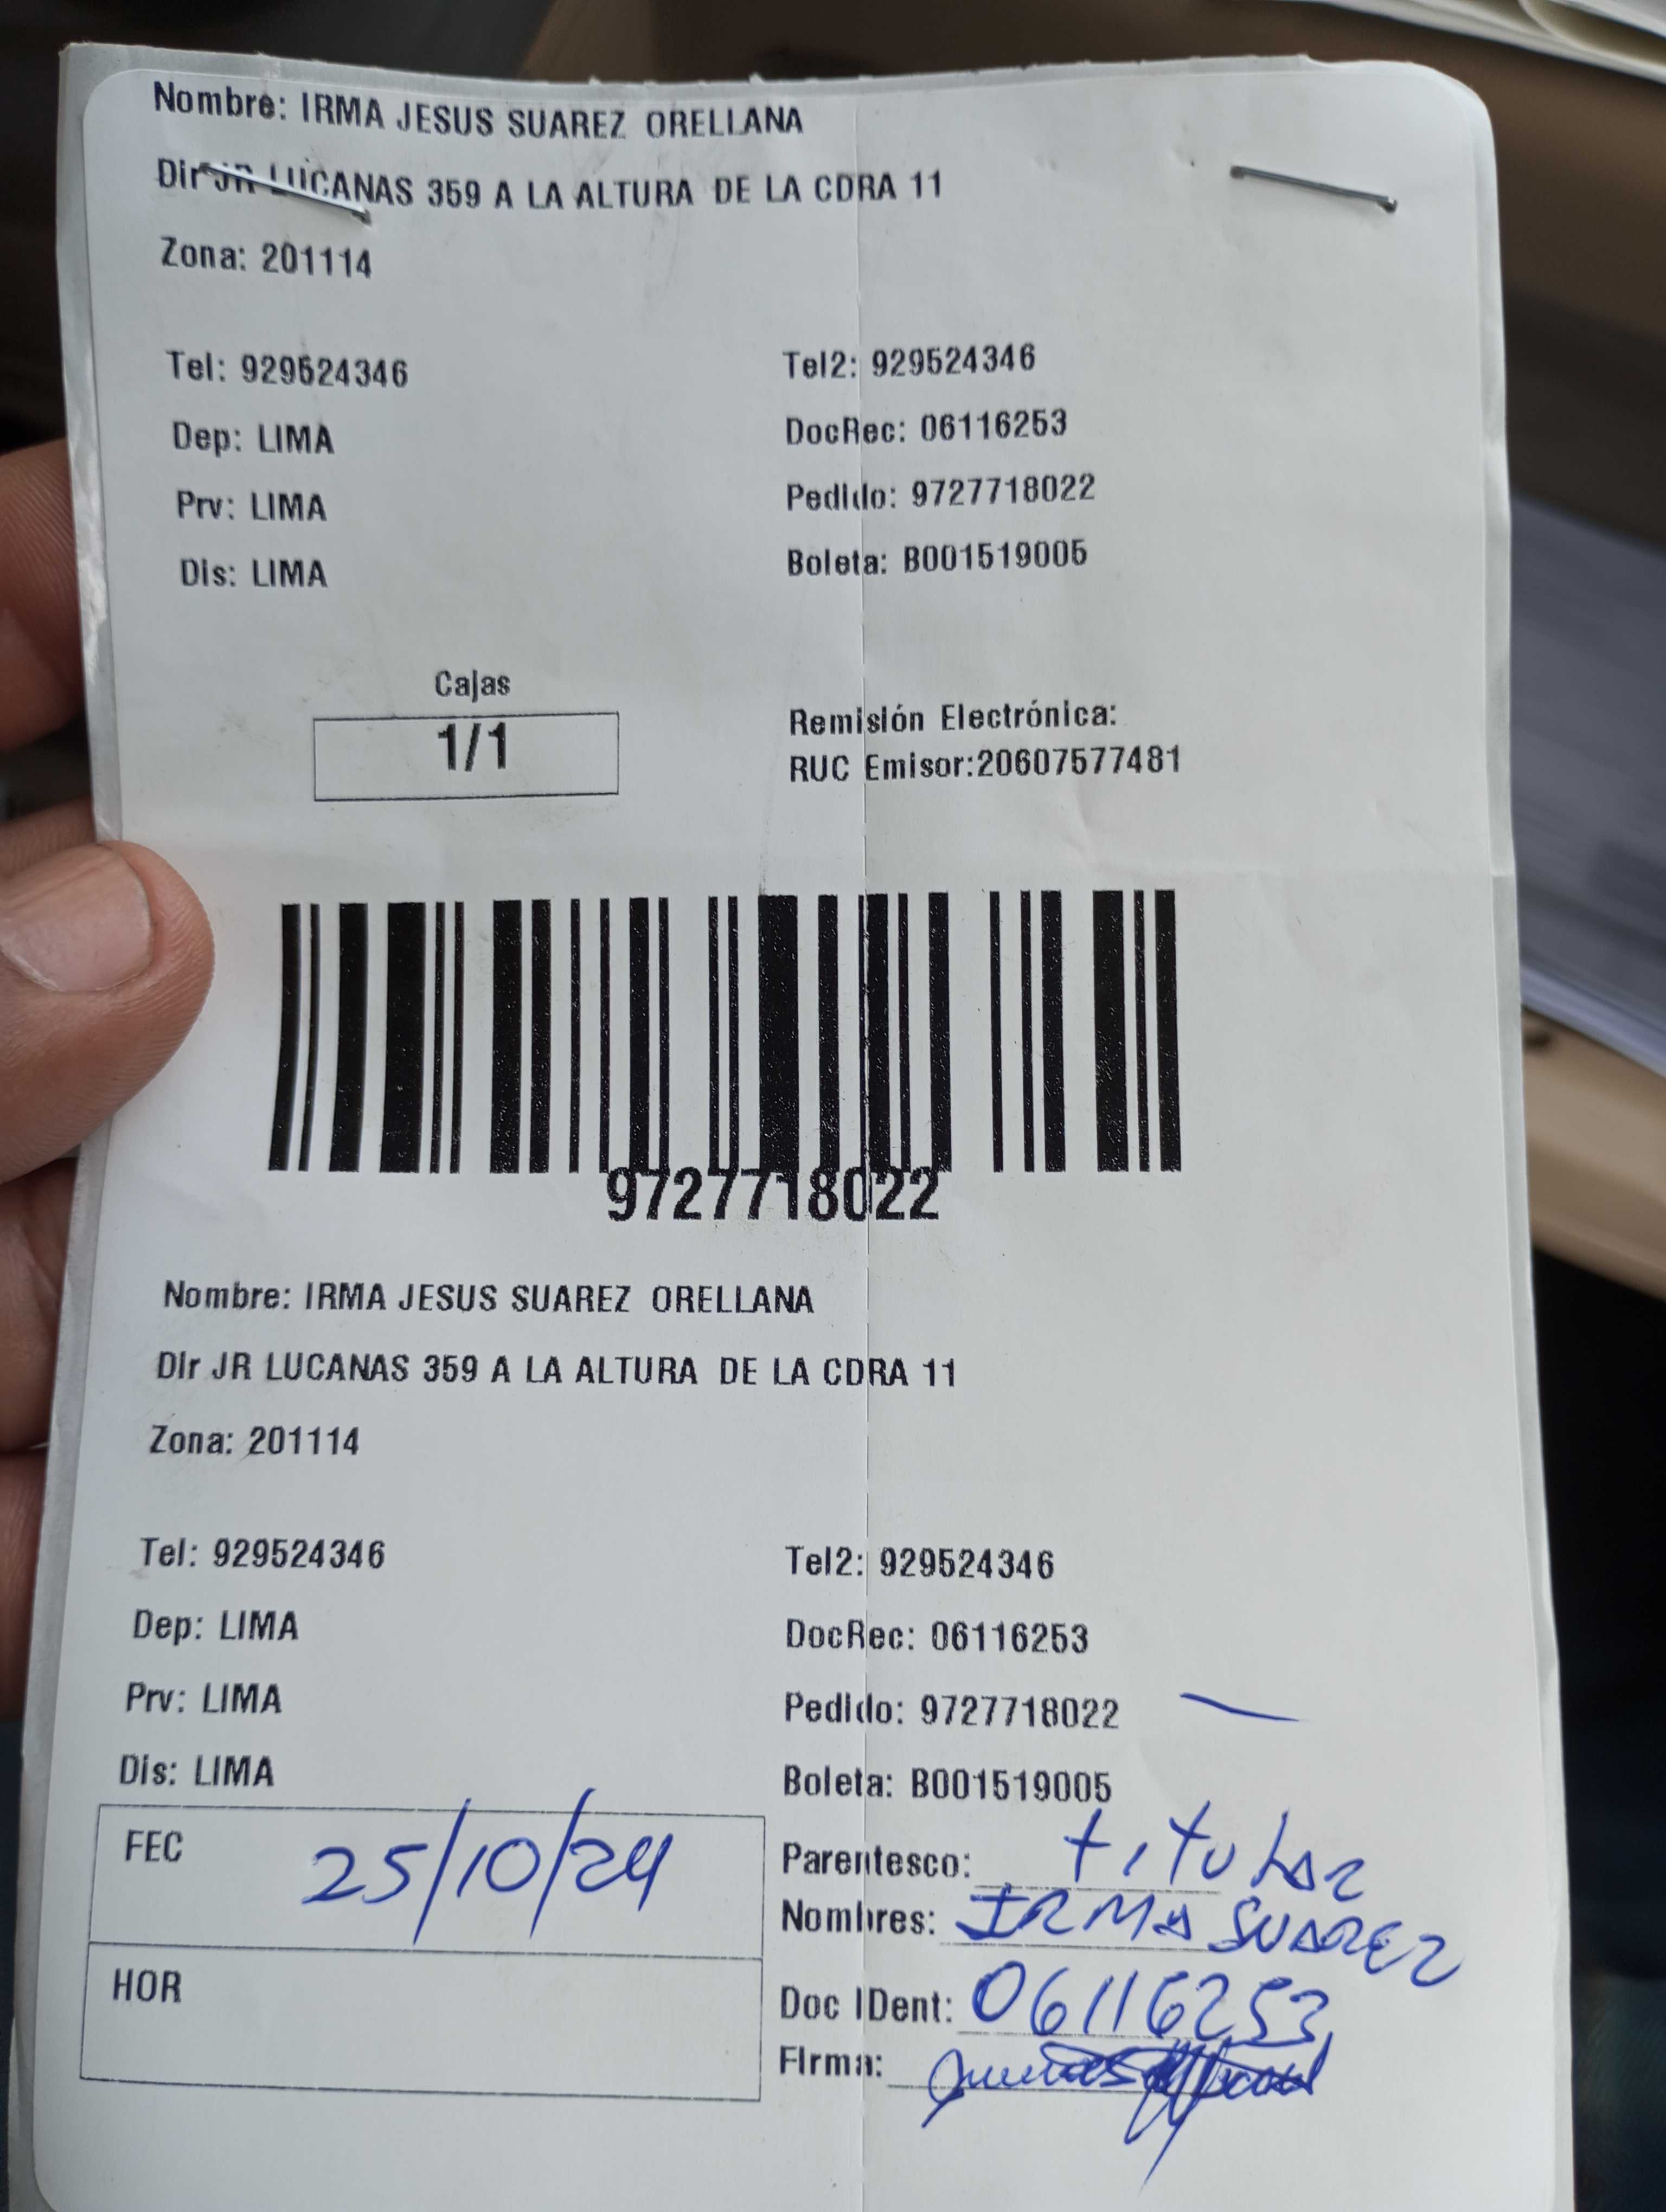 Nombre: IRMA JESUS SUAREZ ORELLANA
Dir JR LUCANAS 359 A LA ALTURA DE LA CDRA 11
Zona: 201114
Tel: 929524346
Tel2: 929524346
Dep: LIMA
DocRec: 06116253
Prv: LIMA
Pedido: 9727718022
Dis: LIMA
Boleta: B001519005
Cajas
1/1
Remisión Electrónica:
RUC Emisor:20607577481
9727718022
Nombre: IRMA JESUS SUAREZ ORELLANA
Dir JR LUCANAS 359 A LA ALTURA DE LA CDRA 11
Zona: 201114
Tel: 929524346
Tel2: 929524346
Dep: LIMA
DocRec: 06116253
Prv: LIMA
Pedido: 9727718022
Dis: LIMA
Boleta: B001519005
FEC 25/10/24
Parentesco: titular
Nombres: IRMA SUAREZ
HOR
Doc IDent: 06116253
Firma: